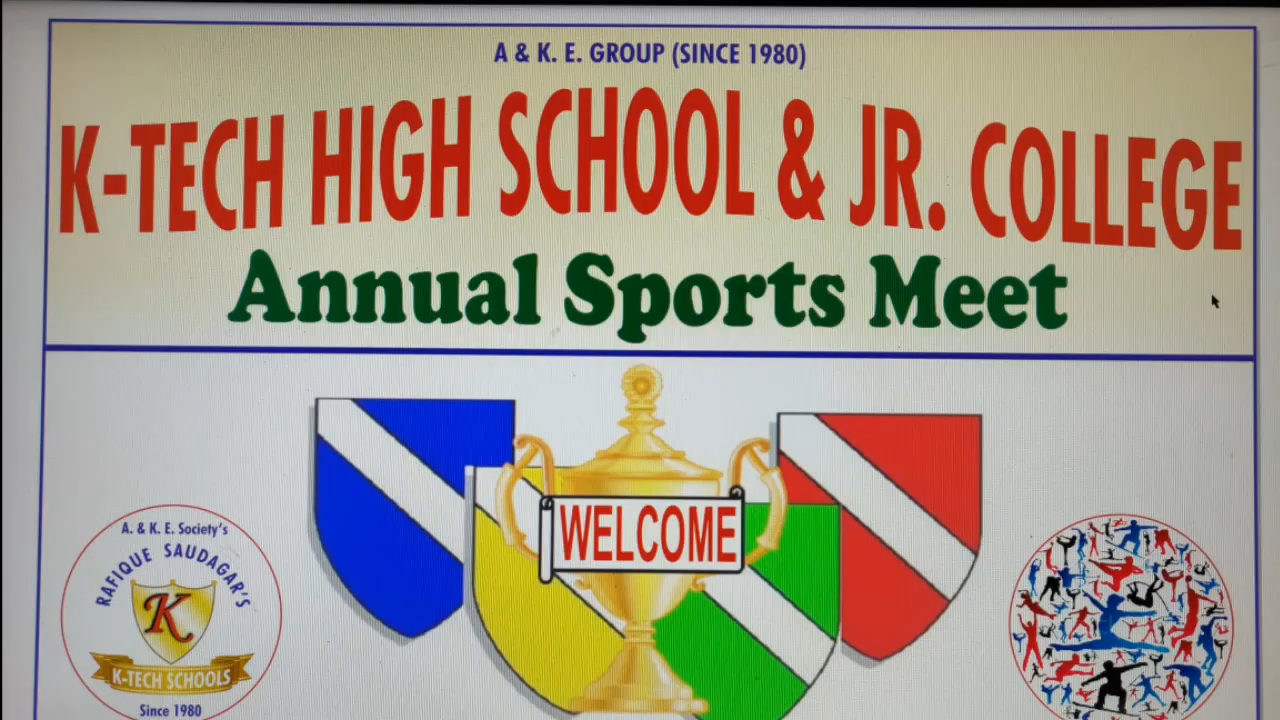 A & K. E. GROUP (SINCE 1980)
K-TECH HIGH SCHOOL & JR. COLLEGE
Annual Sports Meet
WELCOME
A. & K. E. Society's
RAFIQUE SAUDAGAR'S
K
K-TECH SCHOOLS
Since 1980